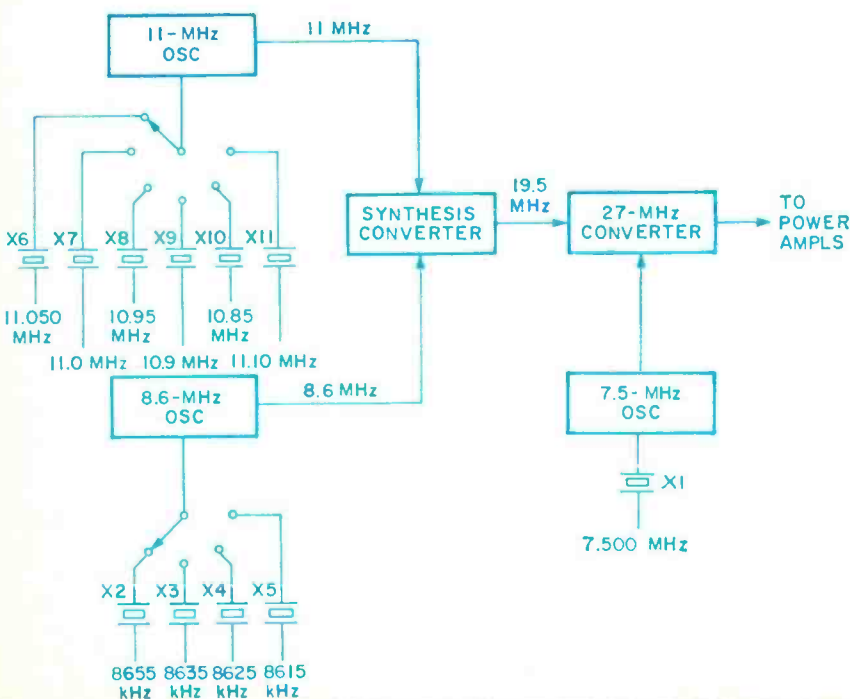 11-MHz
OSC
11 MHz
X6 X7 X8 X9 X10 X11
11.050
MHz
10.95
MHz
10.85
MHz
11.0 MHz 10.9 MHz 11.10 MHz
SYNTHESIS
CONVERTER
19.5
MHz
27-MHz
CONVERTER
TO
POWER
AMPLS
8.6-MHz
OSC
8.6 MHz
7.5-MHz
OSC
X1
7.500 MHz
X2 X3 X4 X5
8655
kHz
8635
kHz
8625
kHz
8615
kHz